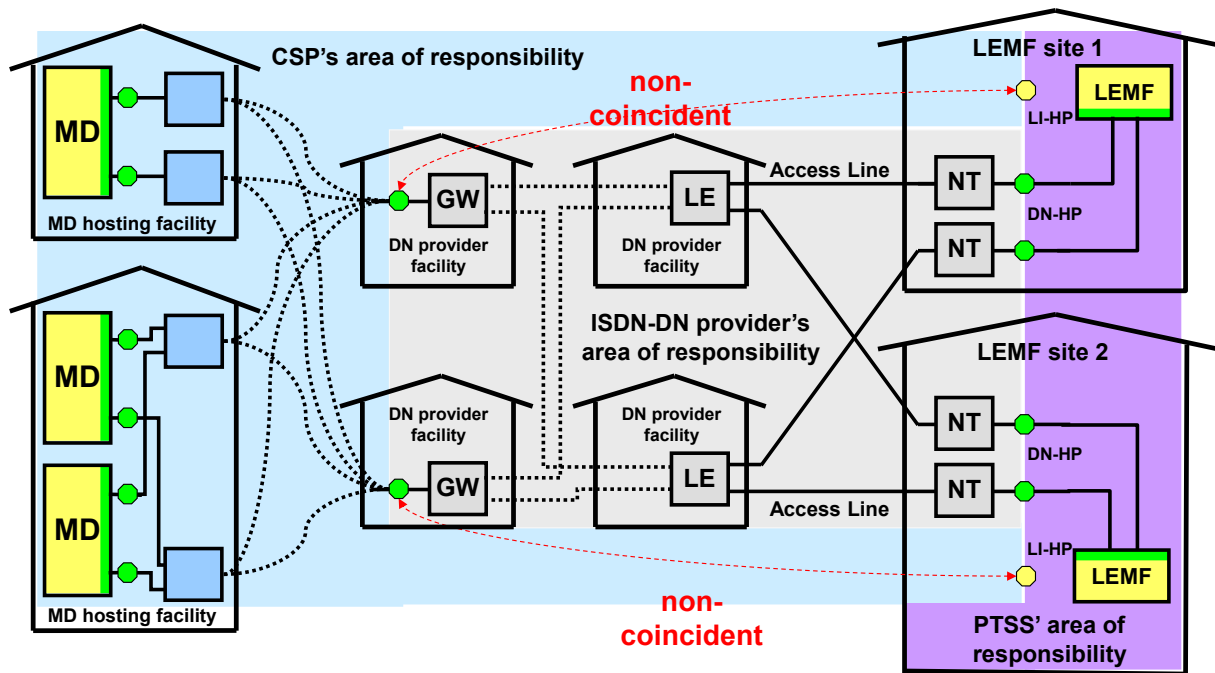 CSP's area of responsibility
LEMF site 1
non-
coincident
MD
LEMF
LI-HP
Access Line
NT
GW
LE
DN-HP
MD hosting facility
DN provider
facility
DN provider
facility
NT
ISDN-DN provider's
area of responsibility
MD
LEMF site 2
DN provider
facility
DN provider
facility
NT
DN-HP
GW
LE
NT
Access Line
MD
LI-HP
LEMF
MD hosting facility
non-
coincident
PTSS' area of
responsibility